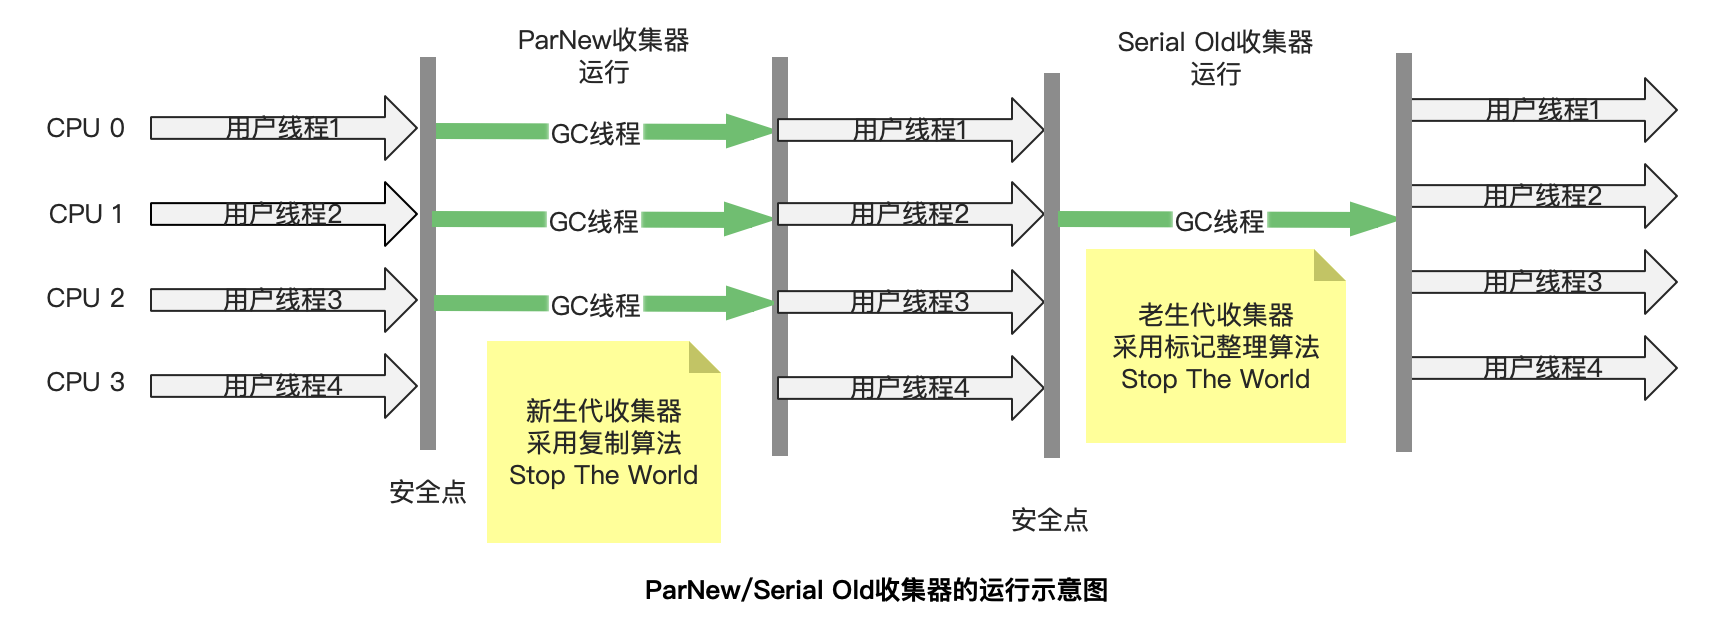 ParNew收集器
运行
Serial Old收集器
运行
CPU 0
用户线程1
GC线程
用户线程1
用户线程1
CPU 1
用户线程2
GC线程
用户线程2
GC线程
用户线程2
CPU 2
用户线程3
GC线程
用户线程3
用户线程3
CPU 3
用户线程4
用户线程4
用户线程4
新生代收集器
采用复制算法
Stop The World
老生代收集器
采用标记整理算法
Stop The World
安全点
安全点
ParNew/Serial Old收集器的运行示意图